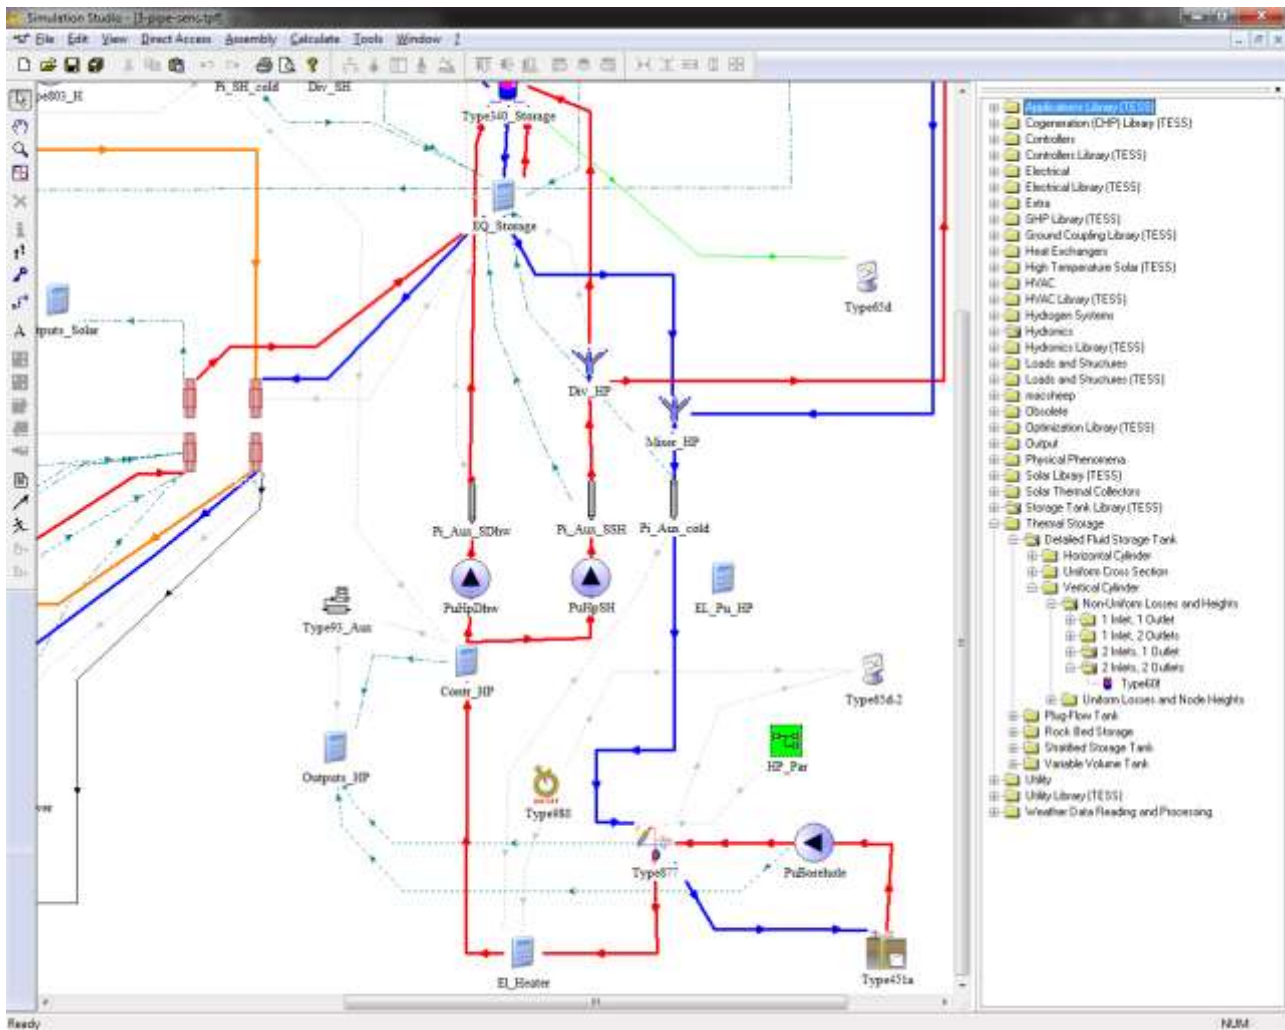 Simulation Studio - [3-pipe-sens.tpf]
File Edit View Direct Access Assembly Calculate Tools Window ?
ype803_H
Pi_SH_cold
Div_SH
Type340_Storage
EQ_Storage
Type65d
tputs_Solar
Div_HP
Mixer_HP
Pi_Aux_SDhw
Pi_Aux_SSH
Pi_Aux_cold
PuHpDhw
PuHpSH
EL_Pu_HP
Type93_Aux
Contr_HP
Type65d-2
HP_Par
Outputs_HP
Type988
ver
Type877
PuBorehole
El_Heater
Type451a
Applications Library (TESS)
Cogeneration (CHP) Library (TESS)
Controllers
Controllers Library (TESS)
Electrical
Electrical Library (TESS)
Extra
GHP Library (TESS)
Ground Coupling Library (TESS)
Heat Exchangers
High Temperature Solar (TESS)
HVAC
HVAC Library (TESS)
Hydrogen Systems
Hydronics
Hydronics Library (TESS)
Loads and Structures
Loads and Structures (TESS)
macsheep
Obsolete
Optimization Library (TESS)
Output
Physical Phenomena
Solar Library (TESS)
Solar Thermal Collectors
Storage Tank Library (TESS)
Thermal Storage
Detailed Fluid Storage Tank
Horizontal Cylinder
Uniform Cross Section
Vertical Cylinder
Non-Uniform Losses and Heights
1 Inlet, 1 Outlet
1 Inlet, 2 Outlets
2 Inlets, 1 Outlet
2 Inlets, 2 Outlets
Type60f
Uniform Losses and Node Heights
Plug-Flow Tank
Rock Bed Storage
Stratified Storage Tank
Variable Volume Tank
Utility
Utility Library (TESS)
Weather Data Reading and Processing
Ready
NUM